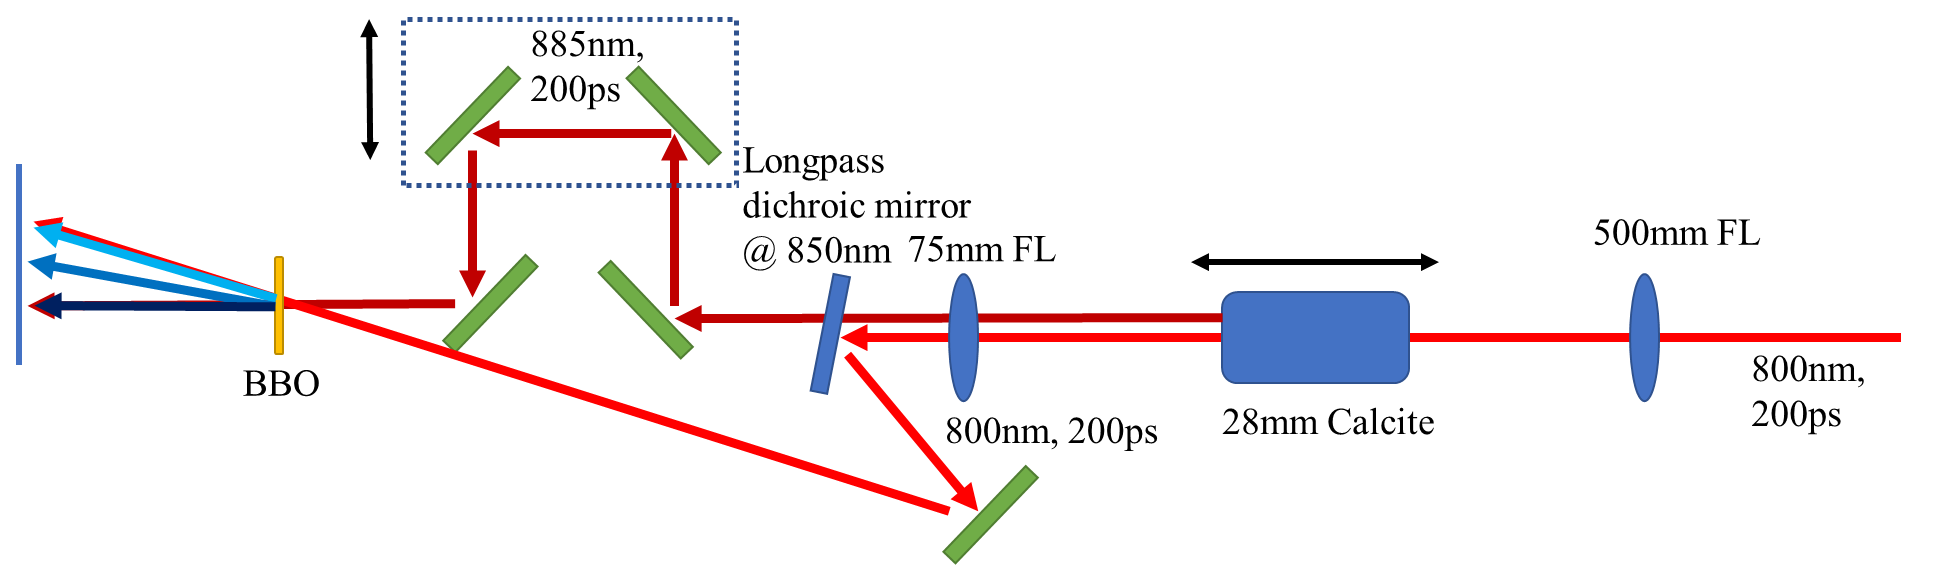 885nm,
200ps
Longpass
dichroic mirror
@ 850nm
75mm FL
500mm FL
800nm,
200ps
BBO
28mm Calcite
800nm, 200ps